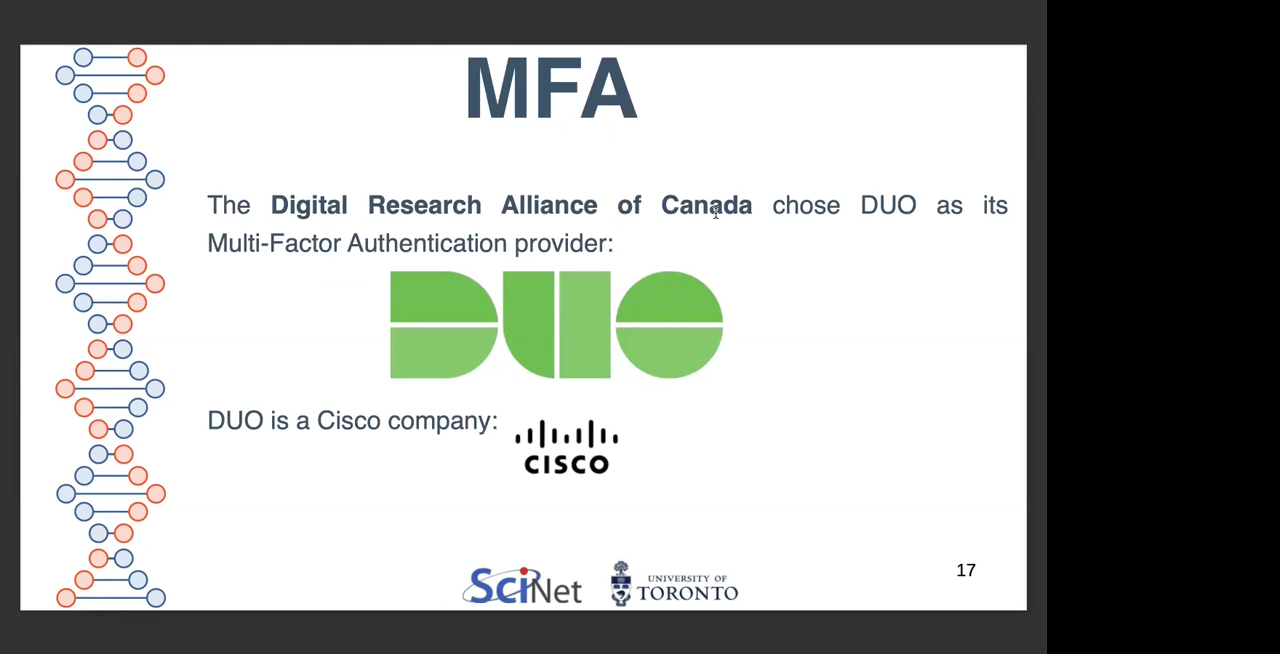 MFA
The Digital Research Alliance of Canada chose DUO as its
Multi-Factor Authentication provider:
DUO
DUO is a Cisco company:
CISCO
SciNet
UNIVERSITY OF
TORONTO
17